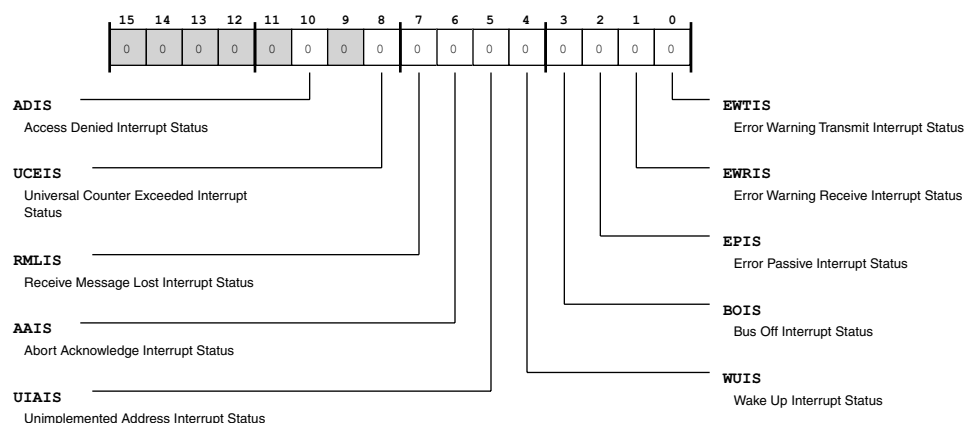 15 14 13 12 11 10 9 8 7 6 5 4 3 2 1 0
0 0 0 0 0 0 0 0 0 0 0 0 0 0 0 0
ADIS
Access Denied Interrupt Status
UCEIS
Universal Counter Exceeded Interrupt
Status
RMLIS
Receive Message Lost Interrupt Status
AAIS
Abort Acknowledge Interrupt Status
UIAIS
Unimplemented Address Interrupt Status
EWTIS
Error Warning Transmit Interrupt Status
EWRIS
Error Warning Receive Interrupt Status
EPIS
Error Passive Interrupt Status
BOIS
Bus Off Interrupt Status
WUIS
Wake Up Interrupt Status